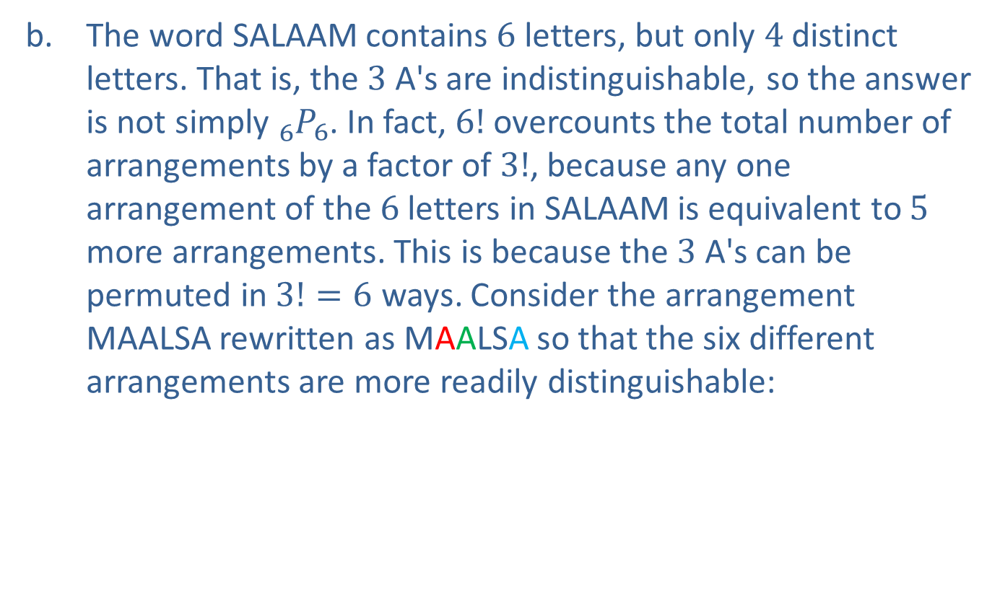 b. The word SALAAM contains 6 letters, but only 4 distinct
letters. That is, the 3 A's are indistinguishable, so the answer
is not simply ₆P₆. In fact, 6! overcounts the total number of
arrangements by a factor of 3!, because any one
arrangement of the 6 letters in SALAAM is equivalent to 5
more arrangements. This is because the 3 A's can be
permuted in 3! = 6 ways. Consider the arrangement
MAALSA rewritten as MAALSA so that the six different
arrangements are more readily distinguishable: